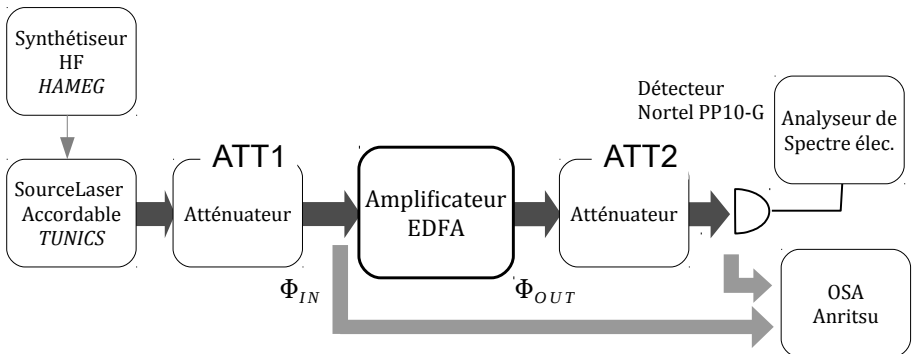 Synthétiseur
HF
HAMEG
SourceLaser
Accordable
TUNICS
ATT1
Atténuateur
Φ_IN
Amplificateur
EDFA
Φ_OUT
ATT2
Atténuateur
Détecteur
Nortel PP10-G
Analyseur de
Spectre élec.
OSA
Anritsu